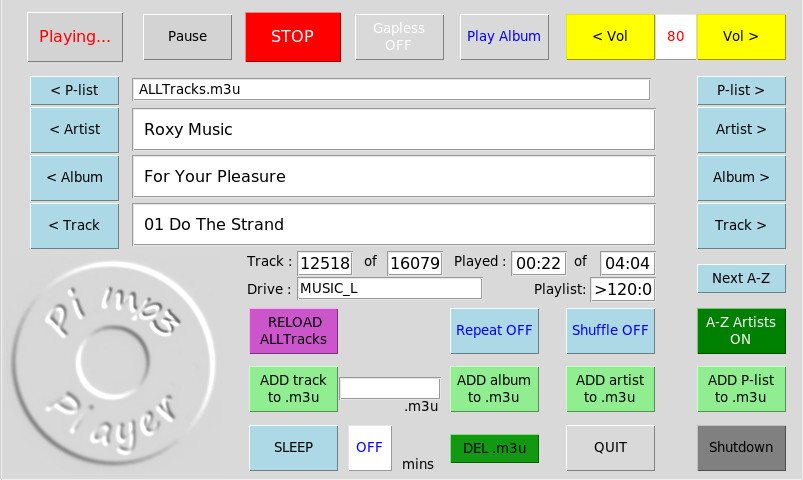 Playing...
Pause
STOP
Gapless
OFF
Play Album
< Vol
80
Vol >
< P-list
ALLTracks.m3u
P-list >
< Artist
Roxy Music
Artist >
< Album
For Your Pleasure
Album >
< Track
01 Do The Strand
Track >
Track : 12518 of 16079 Played : 00:22 of 04:04
Next A-Z
Drive : MUSIC_L Playlist: >120:0
Pi mp3
Player
RELOAD
ALLTracks
Repeat OFF
Shuffle OFF
A-Z Artists
ON
ADD track
to .m3u
.m3u
ADD album
to .m3u
ADD artist
to .m3u
ADD P-list
to .m3u
SLEEP
OFF
mins
DEL .m3u
QUIT
Shutdown